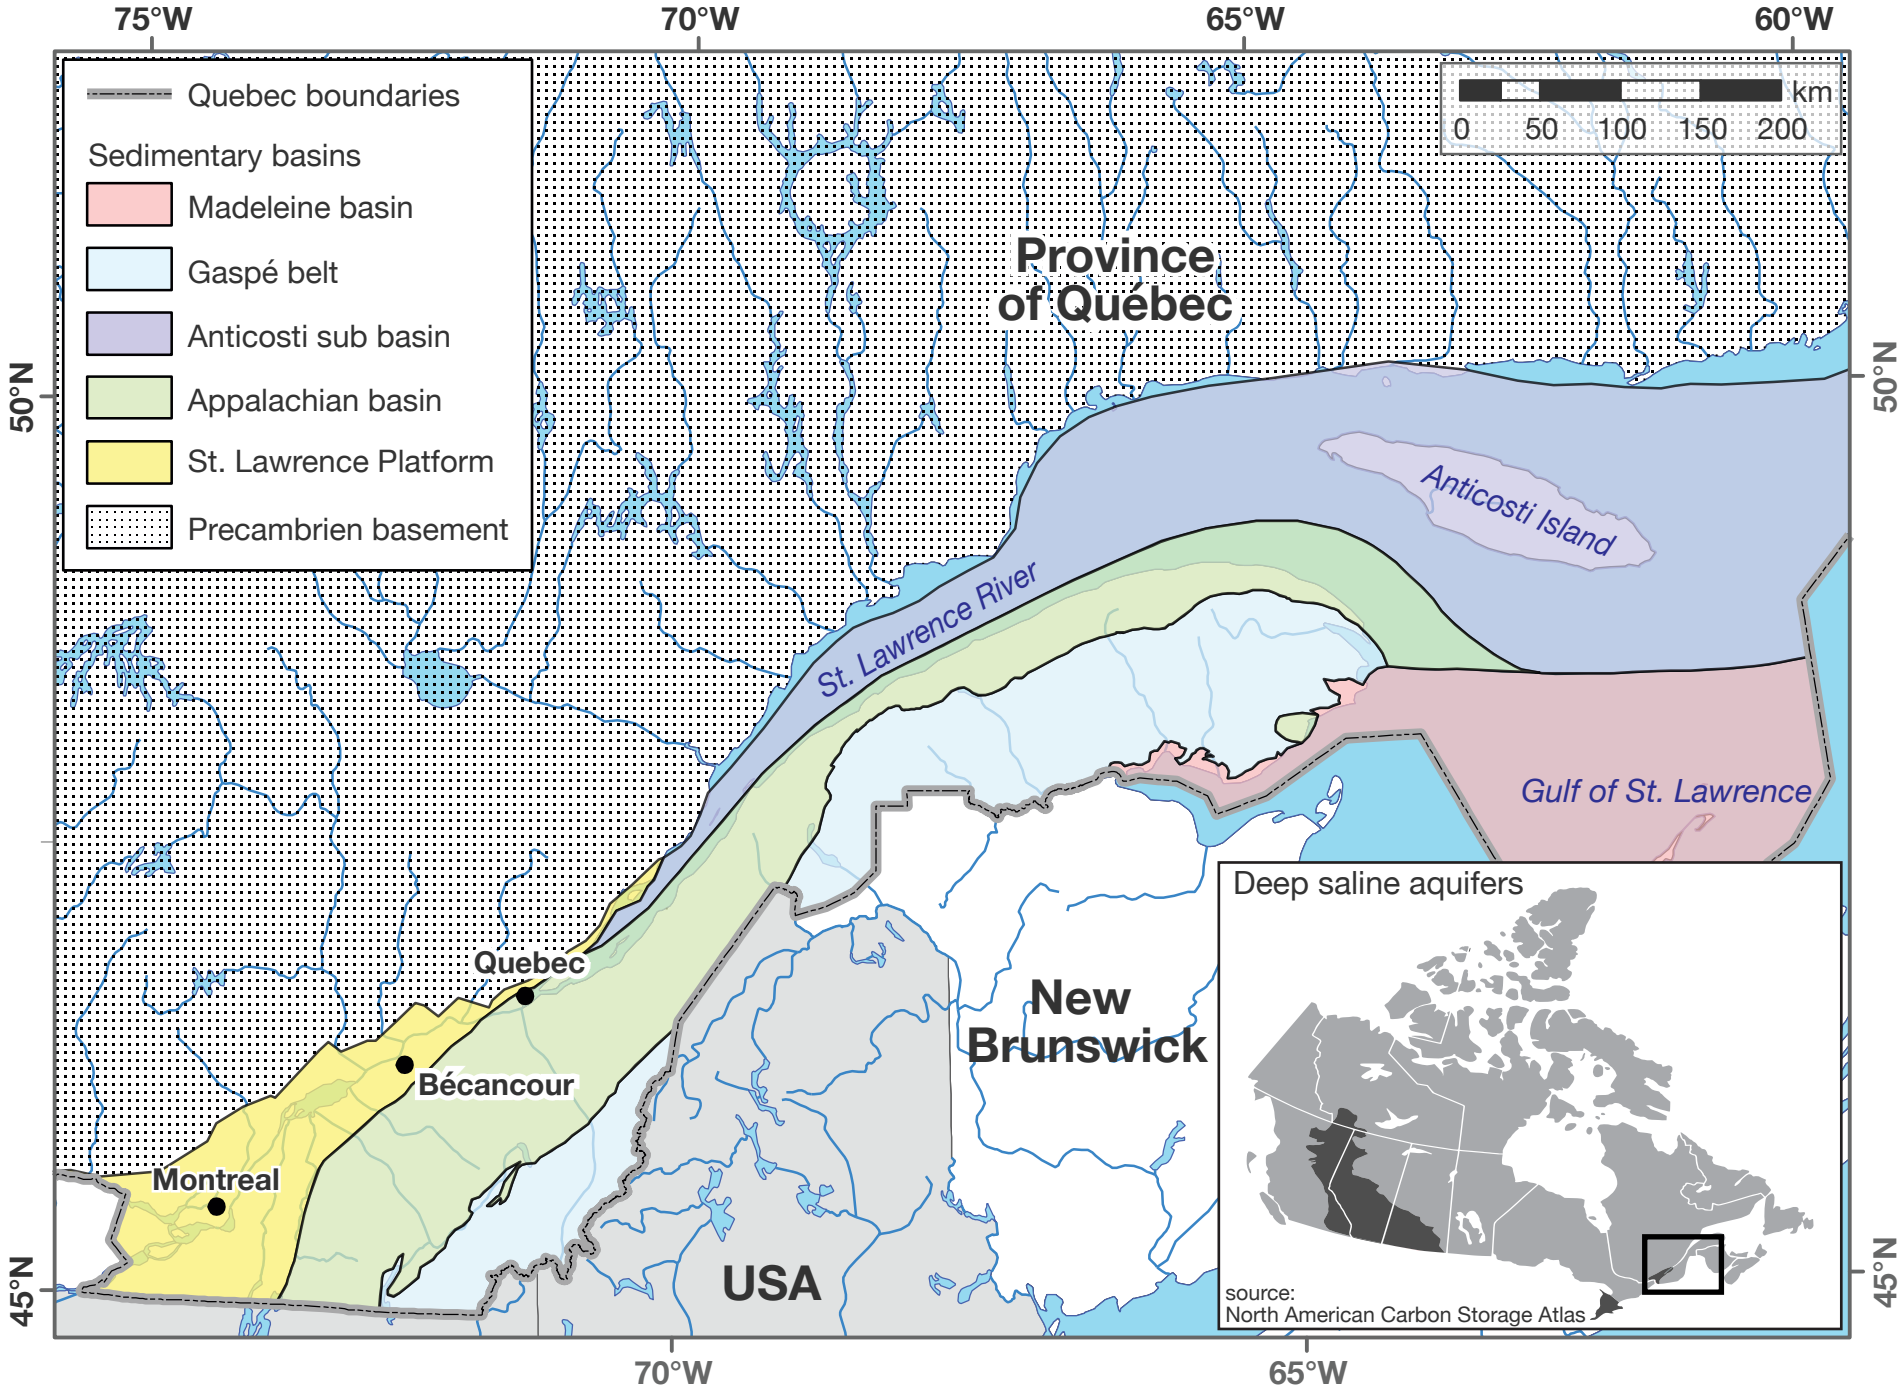 75°W 70°W 65°W 60°W
Quebec boundaries
Sedimentary basins
Madeleine basin
Gaspé belt
Anticosti sub basin
Appalachian basin
St. Lawrence Platform
Precambrien basement
km
0 50 100 150 200
Province
of Québec
50°N
50°N
Anticosti Island
St. Lawrence River
Gulf of St. Lawrence
Quebec
Bécancour
Montreal
New
Brunswick
USA
45°N
45°N
Deep saline aquifers
source:
North American Carbon Storage Atlas
70°W 65°W